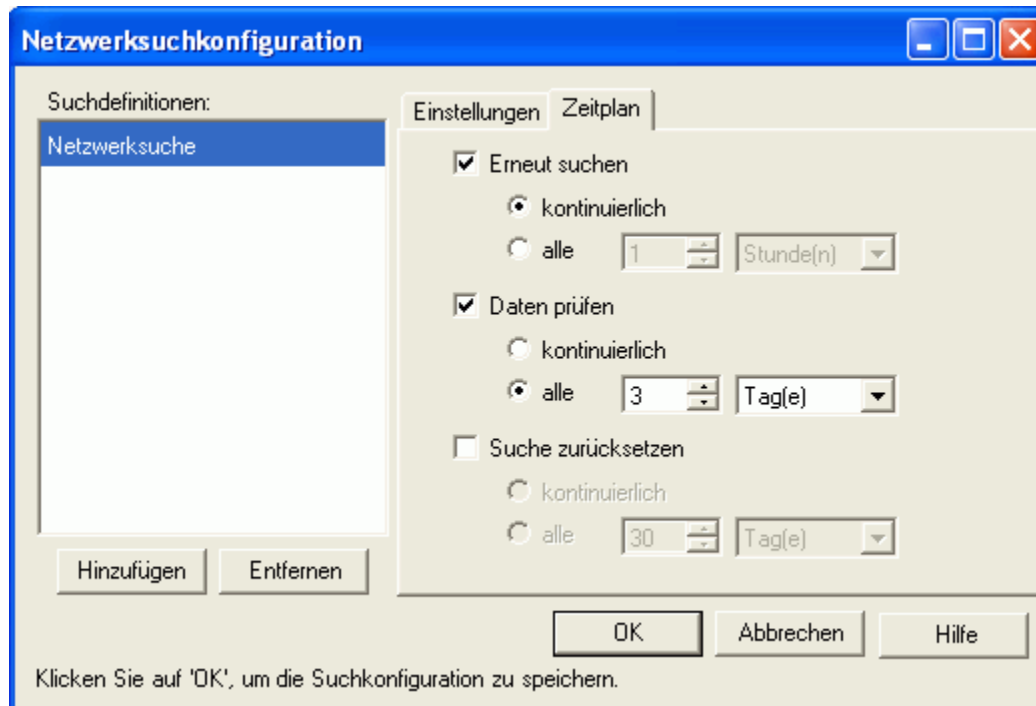 Netzwerksuchkonfiguration
Suchdefinitionen:
Netzwerksuche
Hinzufügen
Entfernen
Einstellungen
Zeitplan
Erneut suchen
kontinuierlich
alle 1 Stunde(n)
Daten prüfen
kontinuierlich
alle 3 Tag(e)
Suche zurücksetzen
kontinuierlich
alle 30 Tag(e)
OK
Abbrechen
Hilfe
Klicken Sie auf 'OK', um die Suchkonfiguration zu speichern.